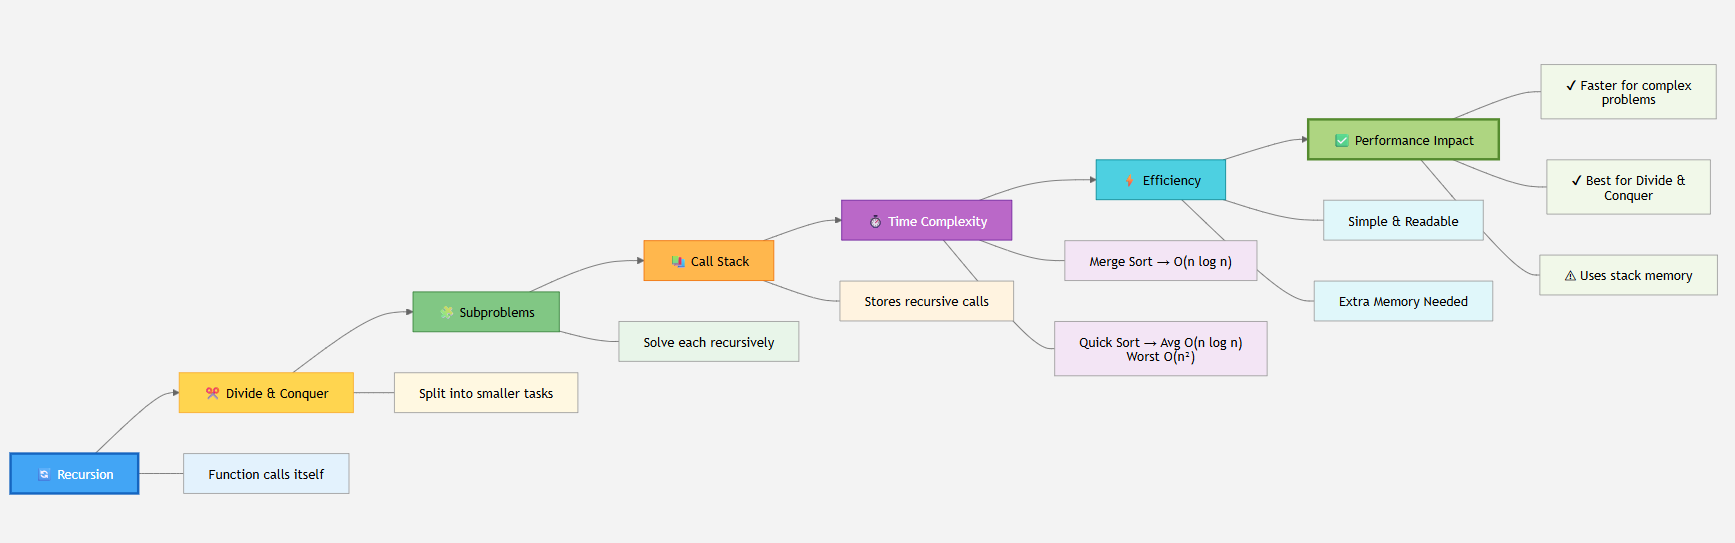 🔄 Recursion
Function calls itself
✂️ Divide & Conquer
Split into smaller tasks
🧩 Subproblems
Solve each recursively
📚 Call Stack
Stores recursive calls
⏱ Time Complexity
Merge Sort → O(n log n)
Quick Sort → Avg O(n log n)
Worst O(n²)
⚡ Efficiency
Simple & Readable
Extra Memory Needed
✅ Performance Impact
✔ Faster for complex
problems
✔ Best for Divide &
Conquer
⚠ Uses stack memory